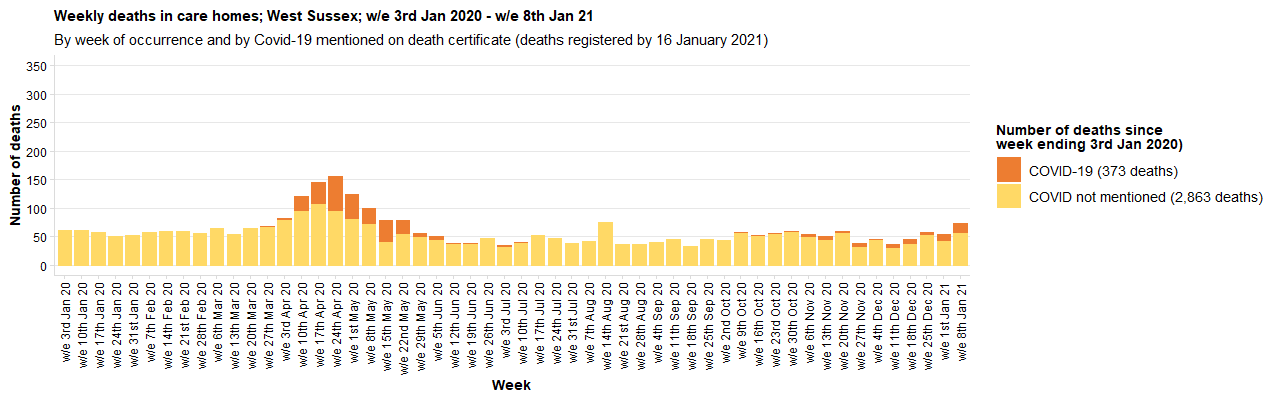 Weekly deaths in care homes; West Sussex; w/e 3rd Jan 2020 - w/e 8th Jan 21
By week of occurrence and by Covid-19 mentioned on death certificate (deaths registered by 16 January 2021)
Number of deaths
350
300
250
200
150
100
50
0
w/e 3rd Jan 20
w/e 10th Jan 20
w/e 17th Jan 20
w/e 24th Jan 20
w/e 31st Jan 20
w/e 7th Feb 20
w/e 14th Feb 20
w/e 21st Feb 20
w/e 28th Feb 20
w/e 6th Mar 20
w/e 13th Mar 20
w/e 20th Mar 20
w/e 27th Mar 20
w/e 3rd Apr 20
w/e 10th Apr 20
w/e 17th Apr 20
w/e 24th Apr 20
w/e 1st May 20
w/e 8th May 20
w/e 15th May 20
w/e 22nd May 20
w/e 29th May 20
w/e 5th Jun 20
w/e 12th Jun 20
w/e 19th Jun 20
w/e 26th Jun 20
w/e 3rd Jul 20
w/e 10th Jul 20
w/e 17th Jul 20
w/e 24th Jul 20
w/e 31st Jul 20
w/e 7th Aug 20
w/e 14th Aug 20
w/e 21st Aug 20
w/e 28th Aug 20
w/e 4th Sep 20
w/e 11th Sep 20
w/e 18th Sep 20
w/e 25th Sep 20
w/e 2nd Oct 20
w/e 9th Oct 20
w/e 16th Oct 20
w/e 23rd Oct 20
w/e 30th Oct 20
w/e 6th Nov 20
w/e 13th Nov 20
w/e 20th Nov 20
w/e 27th Nov 20
w/e 4th Dec 20
w/e 11th Dec 20
w/e 18th Dec 20
w/e 25th Dec 20
w/e 1st Jan 21
w/e 8th Jan 21
Week
Number of deaths since
week ending 3rd Jan 2020)
COVID-19 (373 deaths)
COVID not mentioned (2,863 deaths)